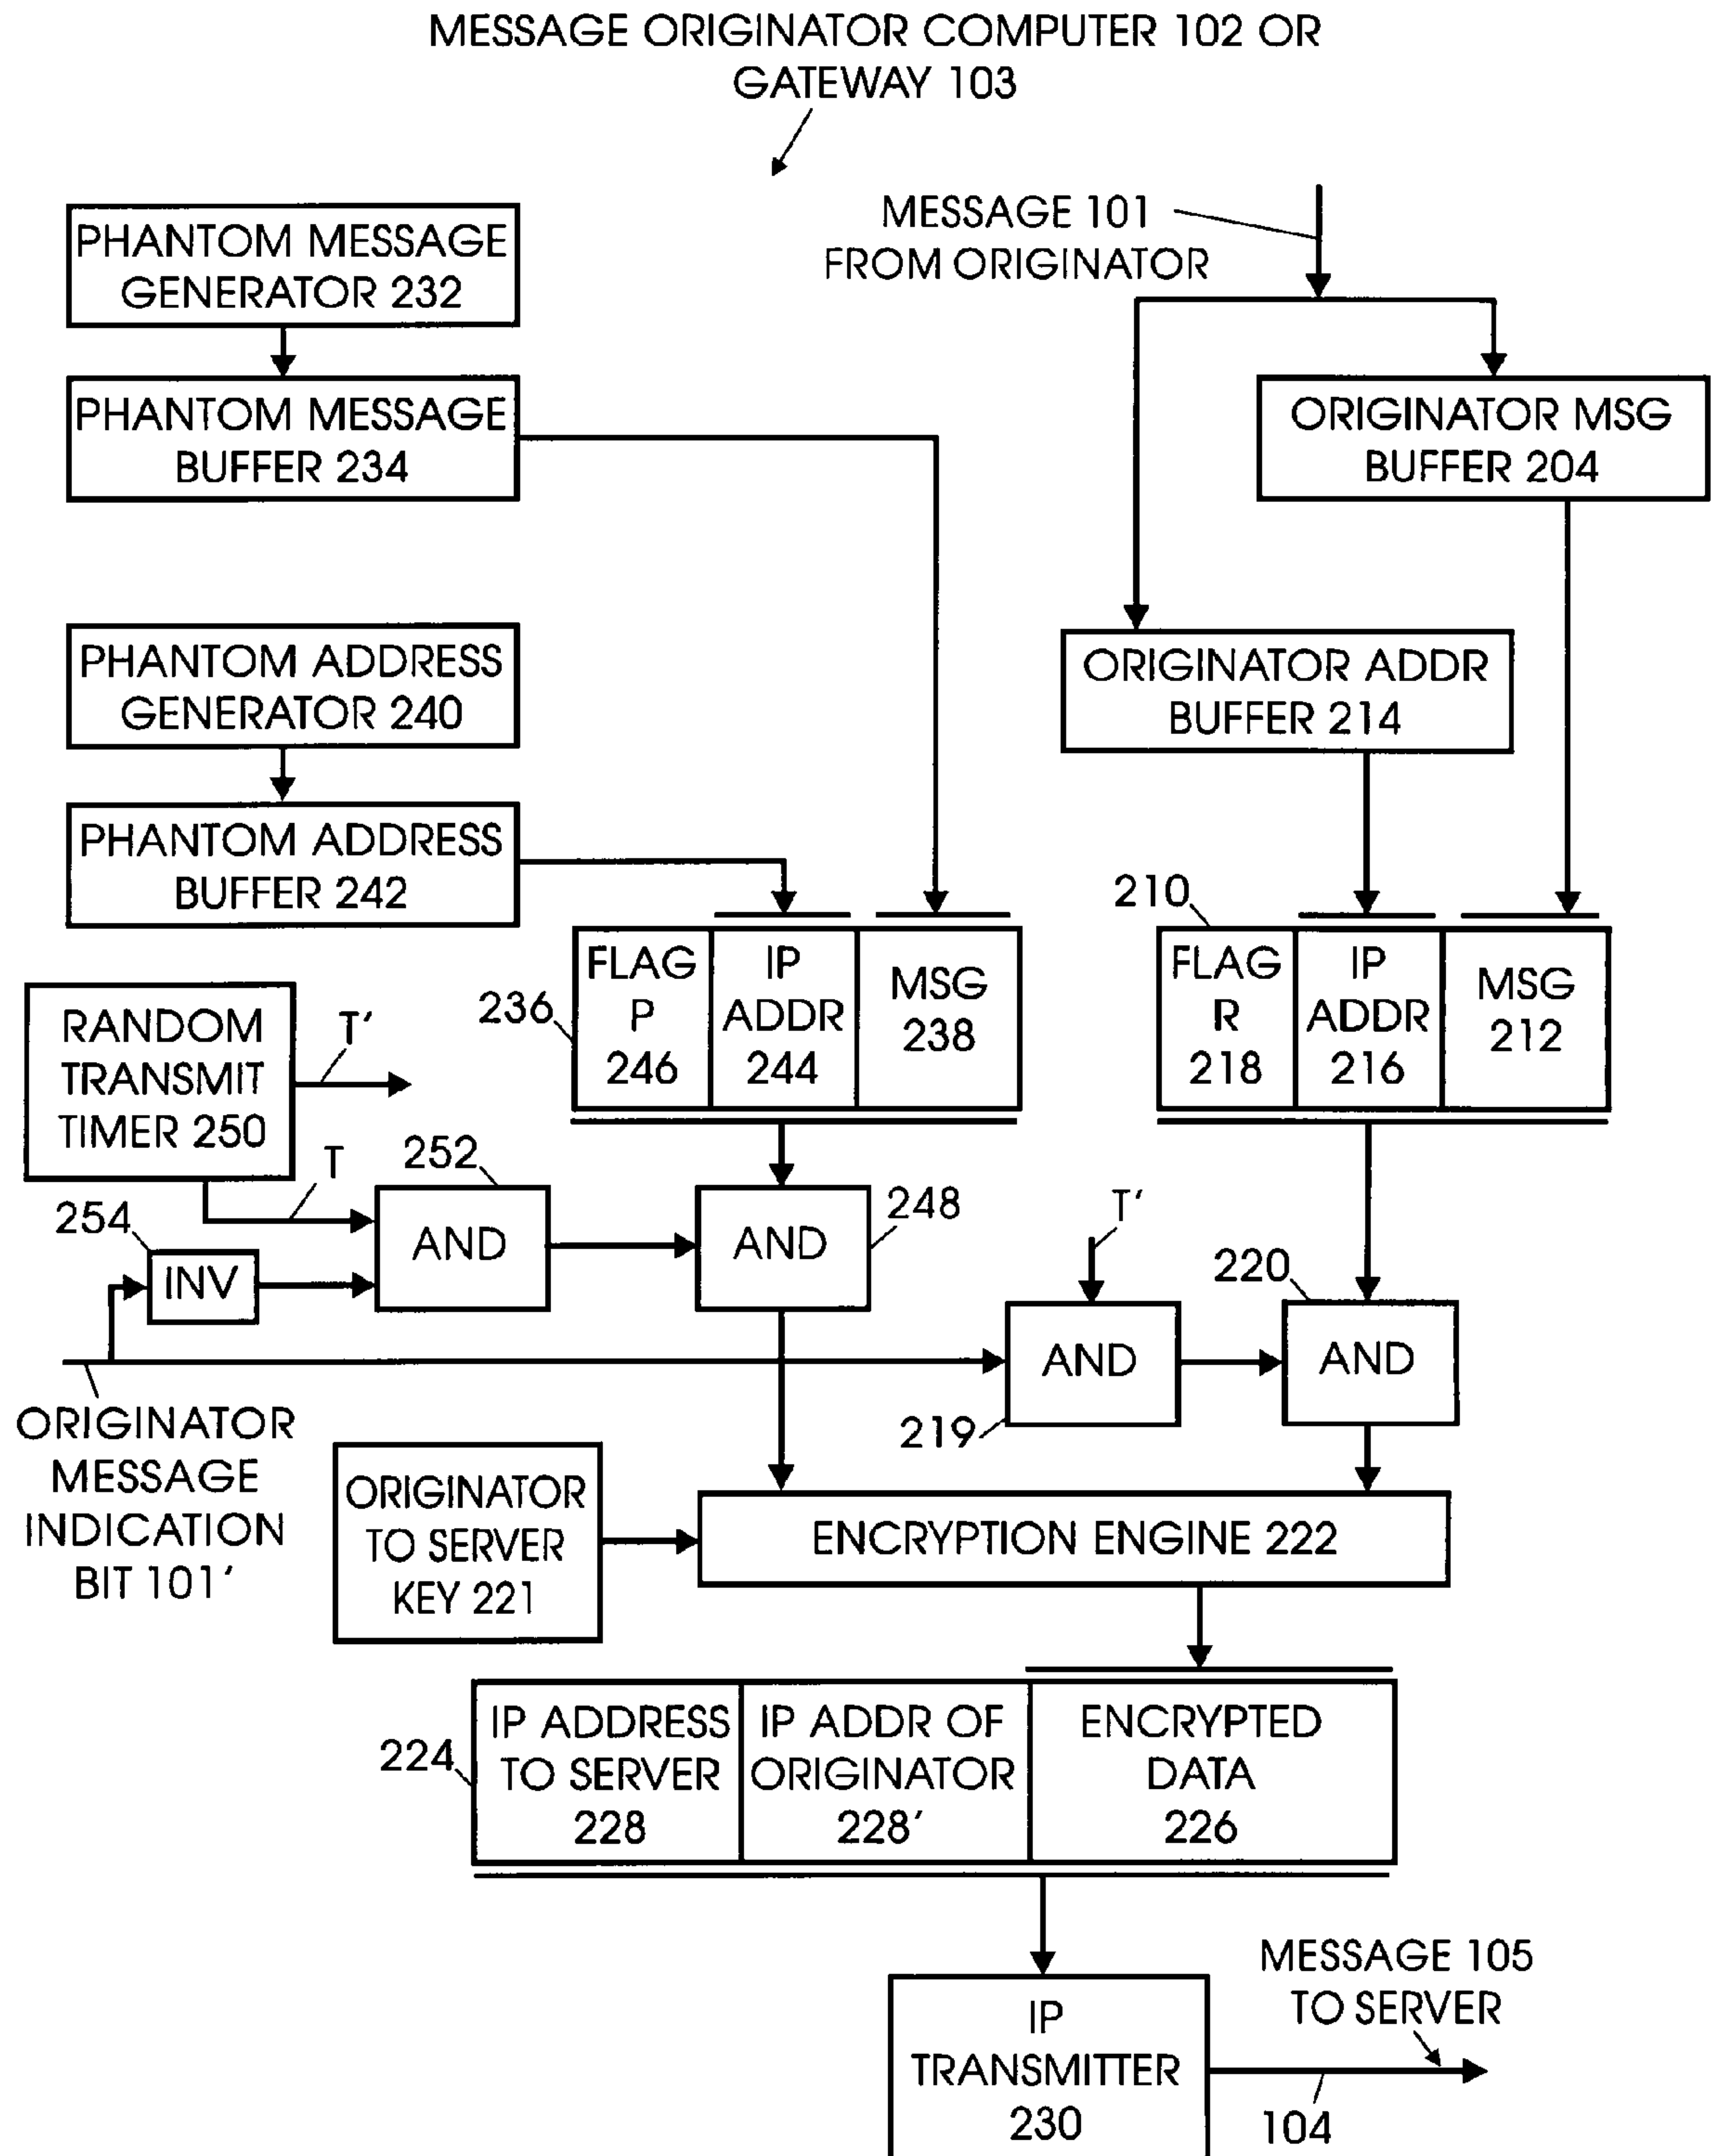 MESSAGE ORIGINATOR COMPUTER 102 OR
GATEWAY 103
MESSAGE 101
FROM ORIGINATOR
PHANTOM MESSAGE
GENERATOR 232
PHANTOM MESSAGE
BUFFER 234
ORIGINATOR MSG
BUFFER 204
PHANTOM ADDRESS
GENERATOR 240
ORIGINATOR ADDR
BUFFER 214
PHANTOM ADDRESS
BUFFER 242
210
236
FLAG
P
246
IP
ADDR
244
MSG
238
FLAG
R
218
IP
ADDR
216
MSG
212
RANDOM
TRANSMIT
TIMER 250
T'
T
252
AND
AND
248
254
INV
T'
220
AND
AND
219
ORIGINATOR
MESSAGE
INDICATION
BIT 101'
ORIGINATOR
TO SERVER
KEY 221
ENCRYPTION ENGINE 222
224
IP ADDRESS
TO SERVER
228
IP ADDR OF
ORIGINATOR
228'
ENCRYPTED
DATA
226
IP
TRANSMITTER
230
MESSAGE 105
TO SERVER
104